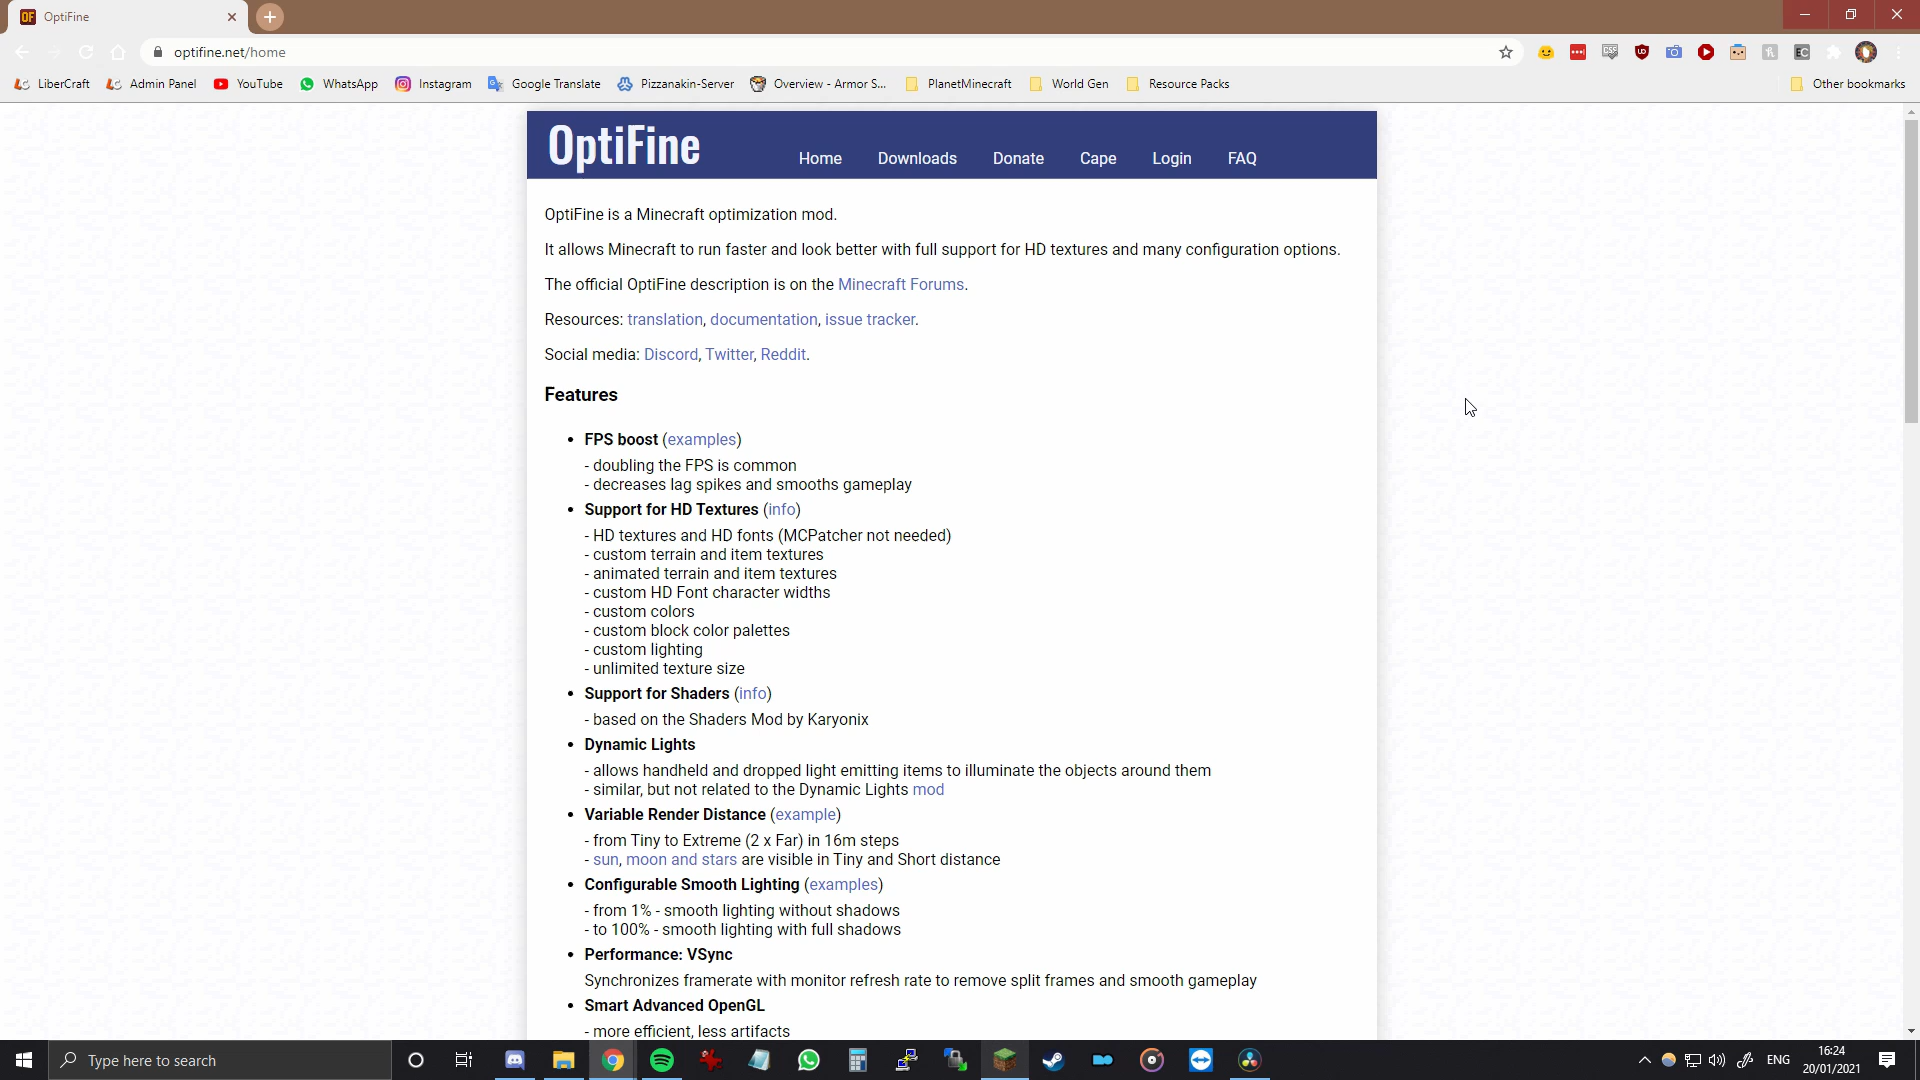 OptiFine
optifine.net/home
LiberCraft
Admin Panel
YouTube
WhatsApp
Instagram
Google Translate
Pizzanakin-Server
Overview - Armor S...
PlanetMinecraft
World Gen
Resource Packs
Other bookmarks
OptiFine
Home
Downloads
Donate
Cape
Login
FAQ
OptiFine is a Minecraft optimization mod.
It allows Minecraft to run faster and look better with full support for HD textures and many configuration options.
The official OptiFine description is on the Minecraft Forums.
Resources: translation, documentation, issue tracker.
Social media: Discord, Twitter, Reddit.
Features
• FPS boost (examples)
- doubling the FPS is common
- decreases lag spikes and smooths gameplay
• Support for HD Textures (info)
- HD textures and HD fonts (MCPatcher not needed)
- custom terrain and item textures
- animated terrain and item textures
- custom HD Font character widths
- custom colors
- custom block color palettes
- custom lighting
- unlimited texture size
• Support for Shaders (info)
- based on the Shaders Mod by Karyonix
• Dynamic Lights
- allows handheld and dropped light emitting items to illuminate the objects around them
- similar, but not related to the Dynamic Lights mod
• Variable Render Distance (example)
- from Tiny to Extreme (2 x Far) in 16m steps
- sun, moon and stars are visible in Tiny and Short distance
• Configurable Smooth Lighting (examples)
- from 1% - smooth lighting without shadows
- to 100% - smooth lighting with full shadows
• Performance: VSync
Synchronizes framerate with monitor refresh rate to remove split frames and smooth gameplay
• Smart Advanced OpenGL
- more efficient, less artifacts
Type here to search
ENG
16:24
20/01/2021